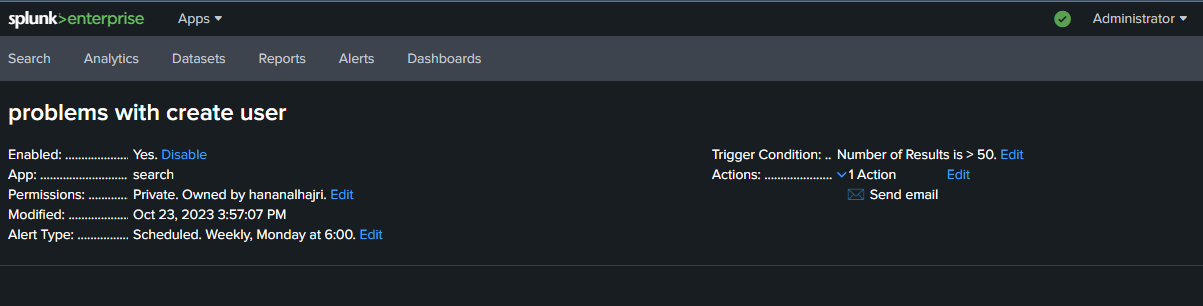 splunk>enterprise Apps Administrator
Search Analytics Datasets Reports Alerts Dashboards
problems with create user
Enabled: .................... Yes. Disable
App: ............................ search
Permissions: ............ Private. Owned by hananalhajri. Edit
Modified: ................... Oct 23, 2023 3:57:07 PM
Alert Type: ................ Scheduled. Weekly, Monday at 6:00. Edit
Trigger Condition: .. Number of Results is > 50. Edit
Actions: ...................... 1 Action Edit
Send email